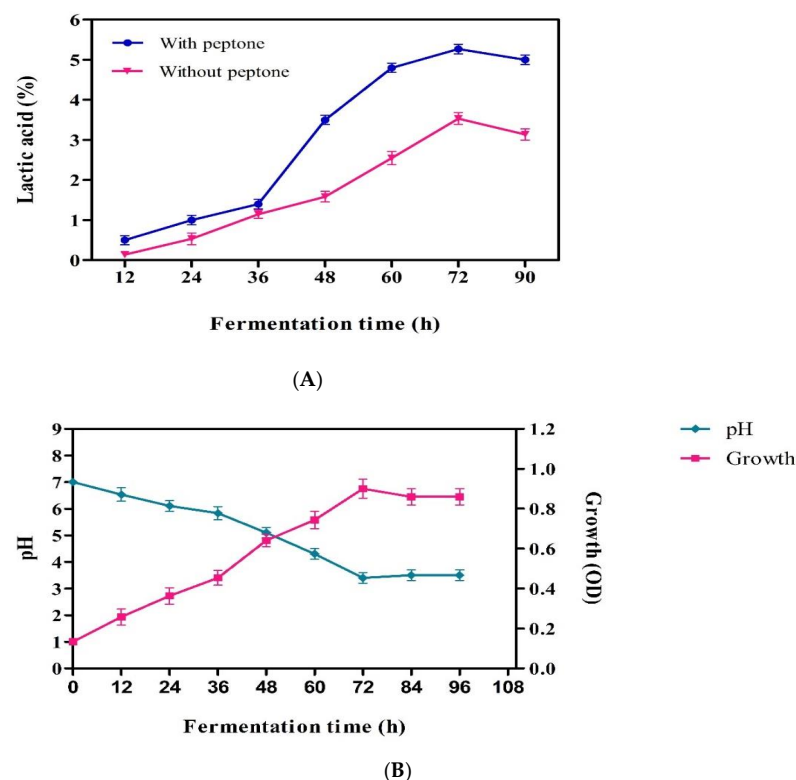 6
5
4
3
2
1
0
Lactic acid (%)
With peptone
Without peptone
12 24 36 48 60 72 90
Fermentation time (h)
(A)
9
8
7
6
5
4
3
2
1
0
pH
1.2
1.0
0.8
0.6
0.4
0.2
0.0
Growth (OD)
0 12 24 36 48 60 72 84 96 108
Fermentation time (h)
pH
Growth
(B)